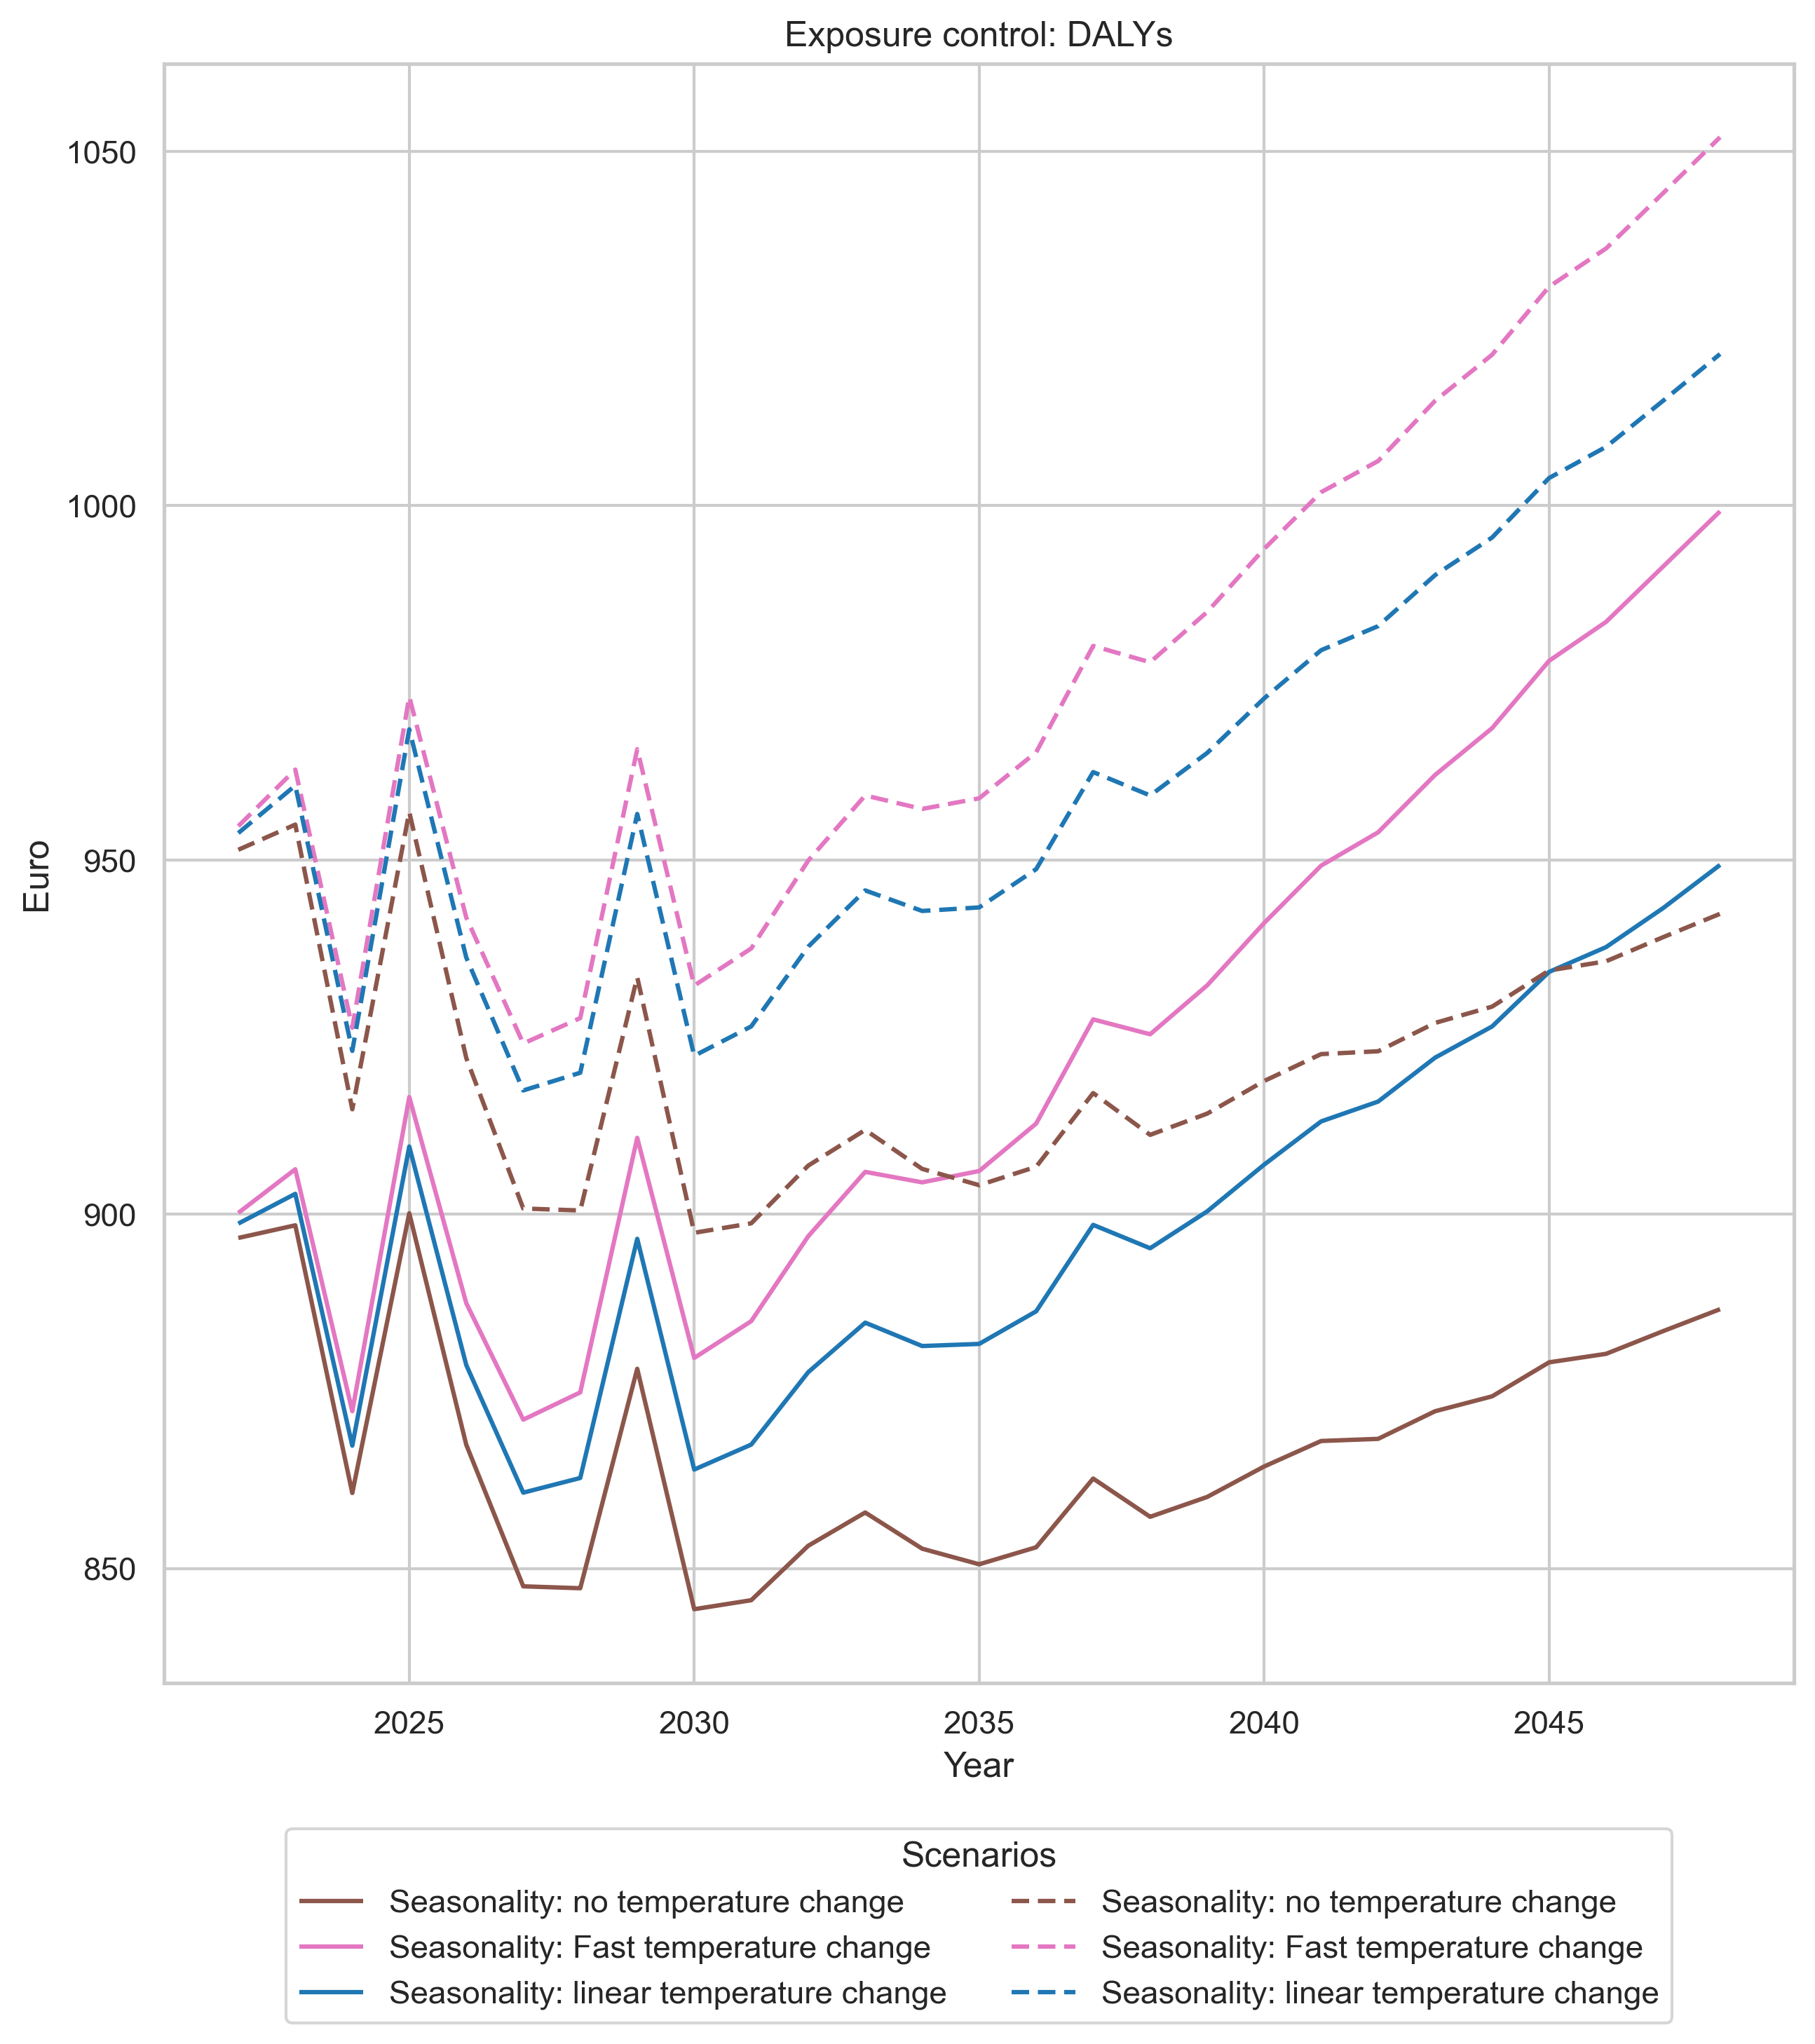 Exposure control: DALYs
1050
1000
950
900
850
Euro
2025 2030 2035 2040 2045
Year
Scenarios
Seasonality: no temperature change
Seasonality: Fast temperature change
Seasonality: linear temperature change
Seasonality: no temperature change
Seasonality: Fast temperature change
Seasonality: linear temperature change